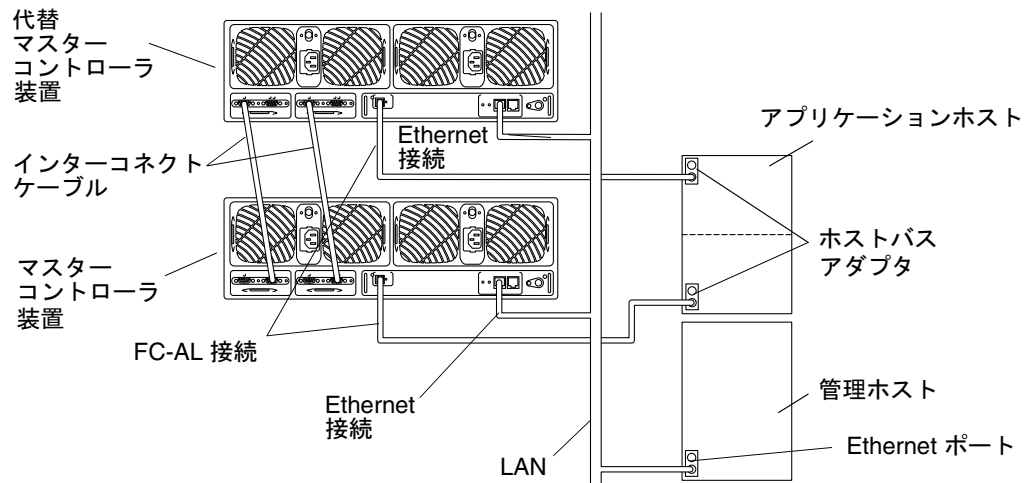 代替
マスター
コントローラ
装置
Ethernet
接続
アプリケーションホスト
インターコネクト
ケーブル
ホストバス
アダプタ
マスター
コントローラ
装置
FC-AL 接続
Ethernet
接続
管理ホスト
Ethernet ポート
LAN